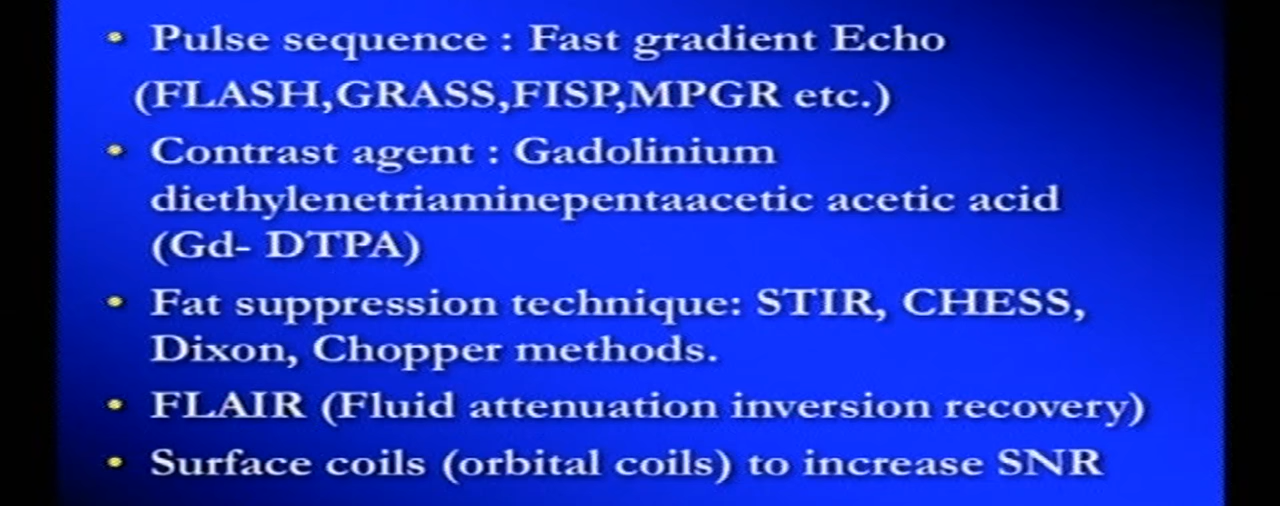 Pulse sequence : Fast gradient Echo
(FLASH,GRASS,FISP,MPGR etc.)
Contrast agent : Gadolinium
diethylenetriaminepentaacetic acetic acid
(Gd- DTPA)
Fat suppression technique: STIR, CHESS,
Dixon, Chopper methods.
FLAIR (Fluid attenuation inversion recovery)
Surface coils (orbital coils) to increase SNR